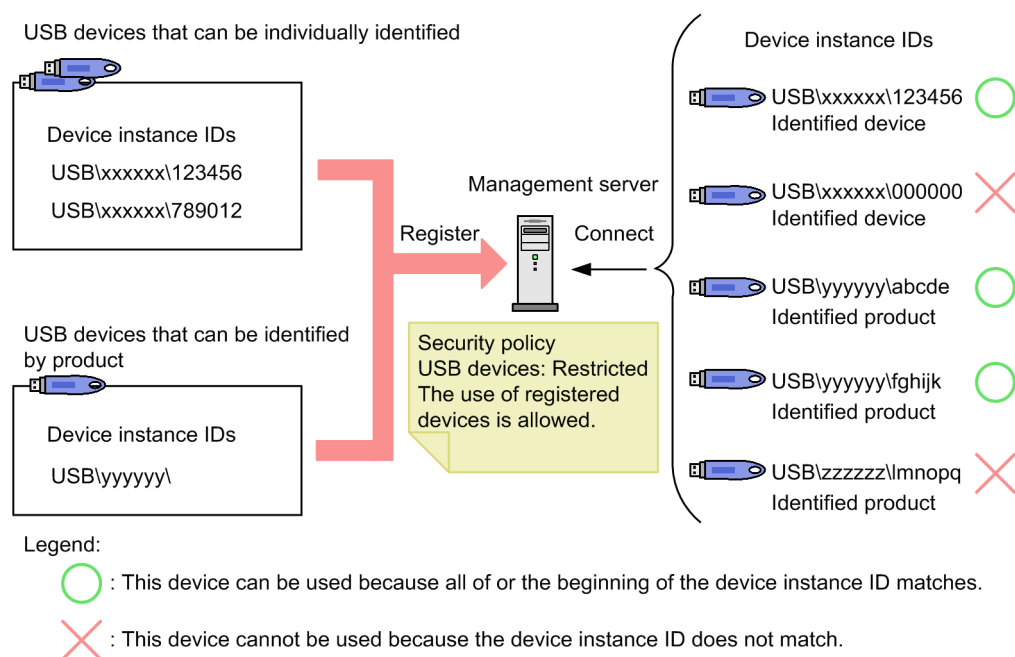 USB devices that can be individually identified
Device instance IDs
USB\xxxxxx\123456
USB\xxxxxx\789012
USB devices that can be identified
by product
Device instance IDs
USB\yyyyyy\
Register
Management server
Connect
Security policy
USB devices: Restricted
The use of registered
devices is allowed.
Device instance IDs
USB\xxxxxx\123456
Identified device
USB\xxxxxx\000000
Identified device
USB\yyyyyy\abcde
Identified product
USB\yyyyyy\fghijk
Identified product
USB\zzzzzz\lmnopq
Identified product
Legend:
: This device can be used because all of or the beginning of the device instance ID matches.
: This device cannot be used because the device instance ID does not match.